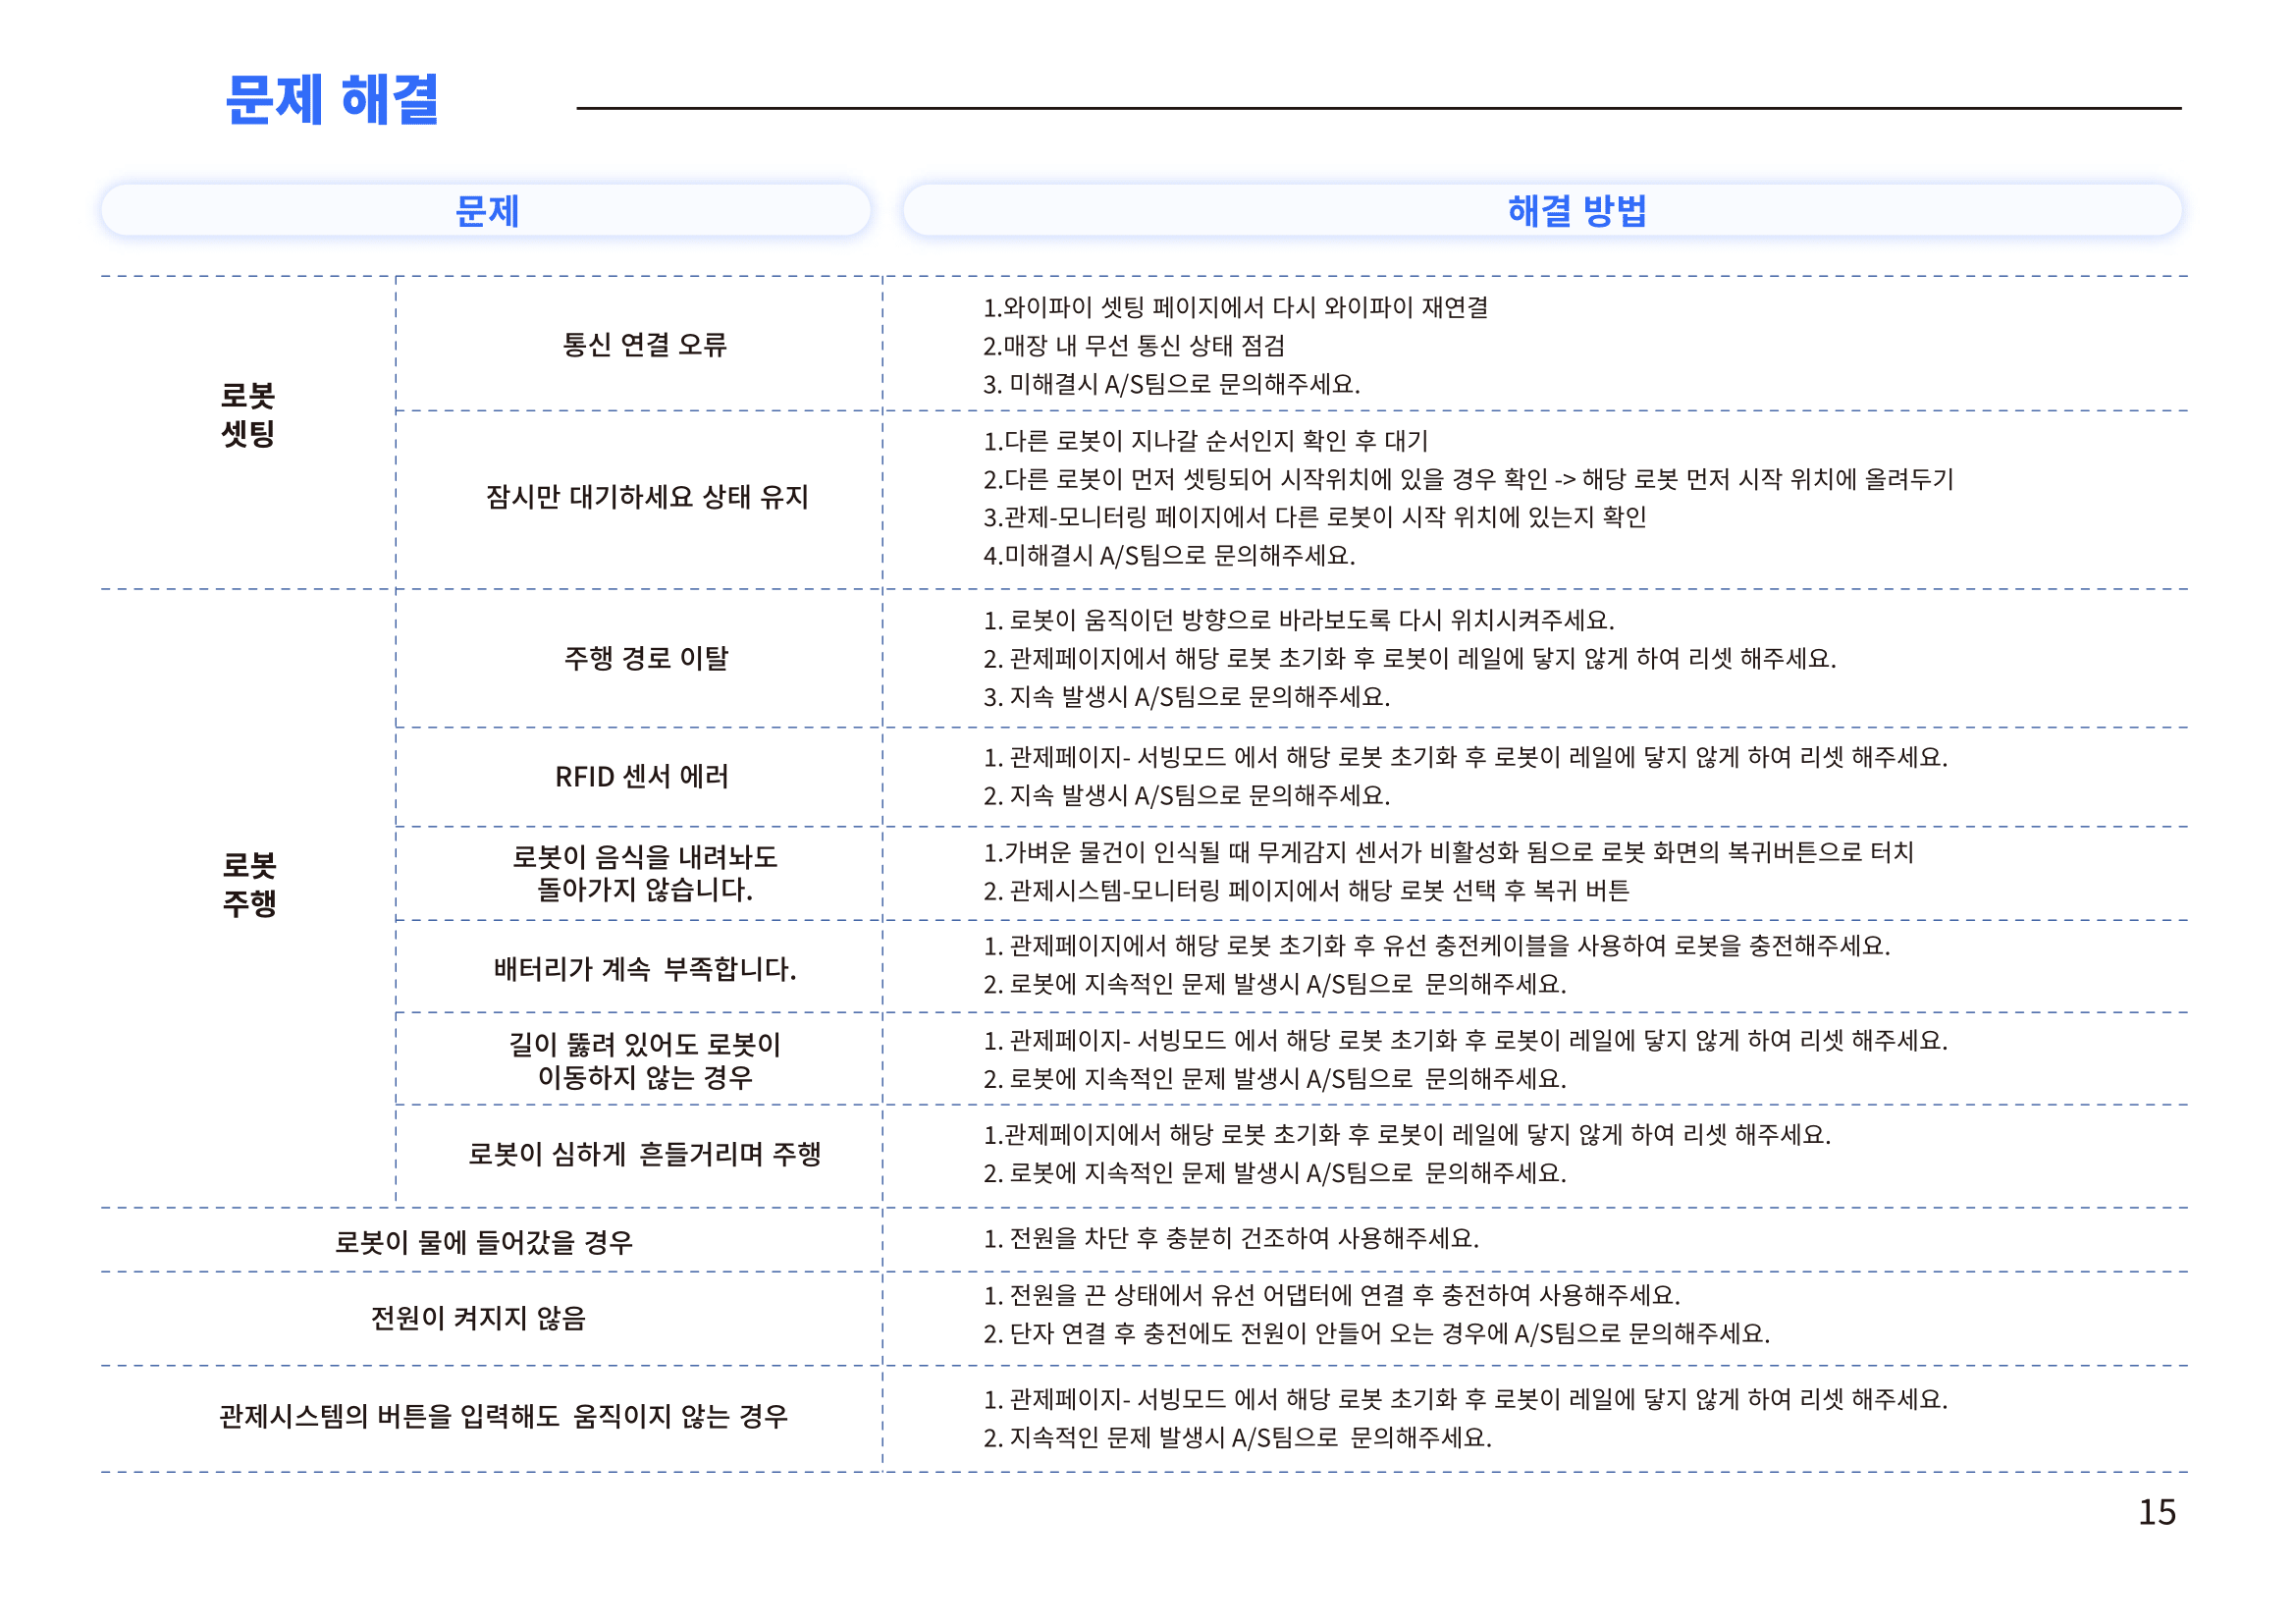 문제 해결
문제
해결 방법
로봇
셋팅
통신 연결 오류
1.와이파이 셋팅 페이지에서 다시 와이파이 재연결
2.매장 내 무선 통신 상태 점검
3. 미해결시 A/S팀으로 문의해주세요.
잠시만 대기하세요 상태 유지
1.다른 로봇이 지나갈 순서인지 확인 후 대기
2.다른 로봇이 먼저 셋팅되어 시작위치에 있을 경우 확인 -> 해당 로봇 먼저 시작 위치에 올려두기
3.관제-모니터링 페이지에서 다른 로봇이 시작 위치에 있는지 확인
4.미해결시 A/S팀으로 문의해주세요.
로봇
주행
주행 경로 이탈
1. 로봇이 움직이던 방향으로 바라보도록 다시 위치시켜주세요.
2. 관제페이지에서 해당 로봇 초기화 후 로봇이 레일에 닿지 않게 하여 리셋 해주세요.
3. 지속 발생시 A/S팀으로 문의해주세요.
RFID 센서 에러
1. 관제페이지- 서빙모드 에서 해당 로봇 초기화 후 로봇이 레일에 닿지 않게 하여 리셋 해주세요.
2. 지속 발생시 A/S팀으로 문의해주세요.
로봇이 음식을 내려놔도
돌아가지 않습니다.
1.가벼운 물건이 인식될 때 무게감지 센서가 비활성화 됨으로 로봇 화면의 복귀버튼으로 터치
2. 관제시스템-모니터링 페이지에서 해당 로봇 선택 후 복귀 버튼
배터리가 계속 부족합니다.
1. 관제페이지에서 해당 로봇 초기화 후 유선 충전케이블을 사용하여 로봇을 충전해주세요.
2. 로봇에 지속적인 문제 발생시 A/S팀으로 문의해주세요.
길이 뚫려 있어도 로봇이
이동하지 않는 경우
1. 관제페이지- 서빙모드 에서 해당 로봇 초기화 후 로봇이 레일에 닿지 않게 하여 리셋 해주세요.
2. 로봇에 지속적인 문제 발생시 A/S팀으로 문의해주세요.
로봇이 심하게 흔들거리며 주행
1.관제페이지에서 해당 로봇 초기화 후 로봇이 레일에 닿지 않게 하여 리셋 해주세요.
2. 로봇에 지속적인 문제 발생시 A/S팀으로 문의해주세요.
로봇이 물에 들어갔을 경우
1. 전원을 차단 후 충분히 건조하여 사용해주세요.
전원이 켜지지 않음
1. 전원을 끈 상태에서 유선 어댑터에 연결 후 충전하여 사용해주세요.
2. 단자 연결 후 충전에도 전원이 안들어 오는 경우에 A/S팀으로 문의해주세요.
관제시스템의 버튼을 입력해도 움직이지 않는 경우
1. 관제페이지- 서빙모드 에서 해당 로봇 초기화 후 로봇이 레일에 닿지 않게 하여 리셋 해주세요.
2. 지속적인 문제 발생시 A/S팀으로 문의해주세요.
15